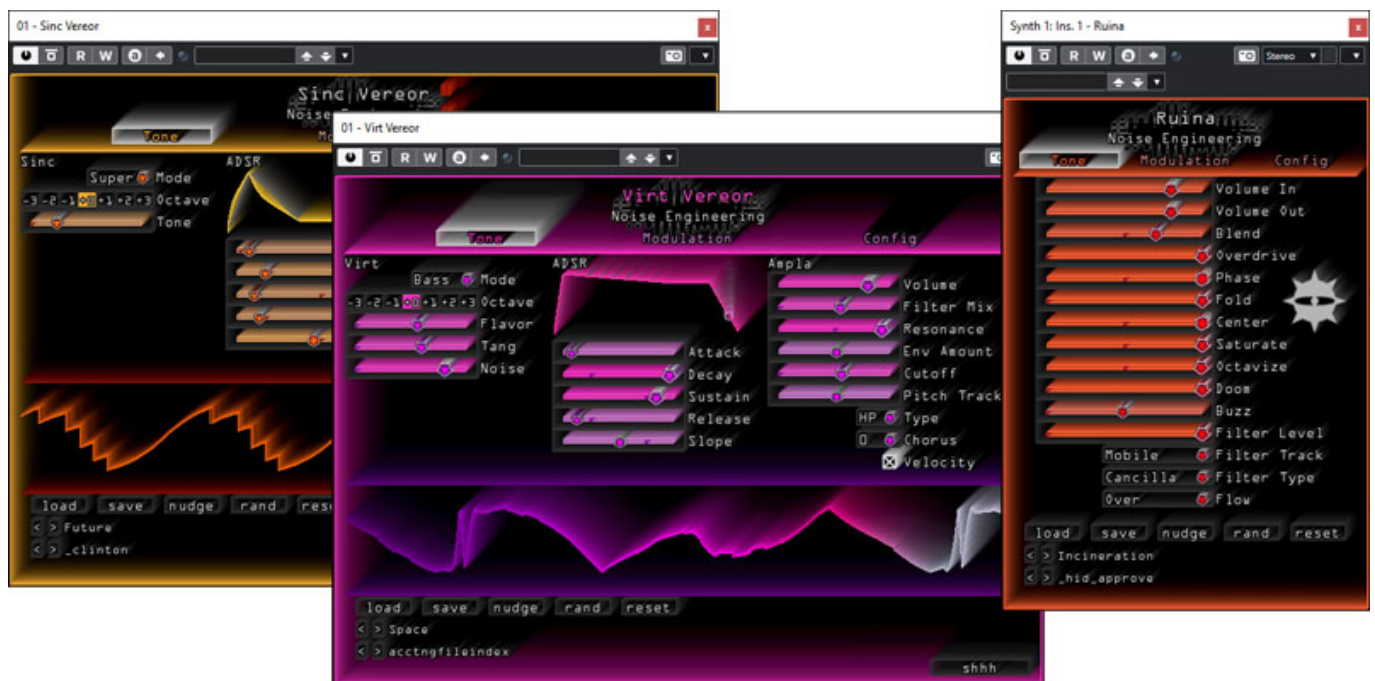 01 - Sinc Vereor
R W
Sinc Vereor
Tone
Sinc
ADSR
Super Mode
-3 -2 -1 +0 +1 +2 +3 Octave
Tone
load save nudge rand
< > Future
< > _clinton
01 - Virt Vereor
R W
Virt Vereor
Noise Engineering
Tone Modulation Config
Virt
Bass Mode
-3 -2 -1 +0 +1 +2 +3 Octave
Flavor
Tang
Noise
ADSR
Attack
Decay
Sustain
Release
Slope
Ampla
Volume
Filter Mix
Resonance
Env Amount
Cutoff
Pitch Track
HP Type
0 Chorus
Velocity
load save nudge rand reset
< > Space
< > acctngfileindex
shhh
Synth 1: Ins. 1 - Ruina
x
R W
Stereo
Ruina
Noise Engineering
Tone Modulation Config
Volume In
Volume Out
Blend
Overdrive
Phase
Fold
Center
Saturate
Octavize
Doom
Buzz
Filter Level
Mobile Filter Track
Cancilla Filter Type
Over Flow
load save nudge rand reset
< > Incineration
< > _hid_approve